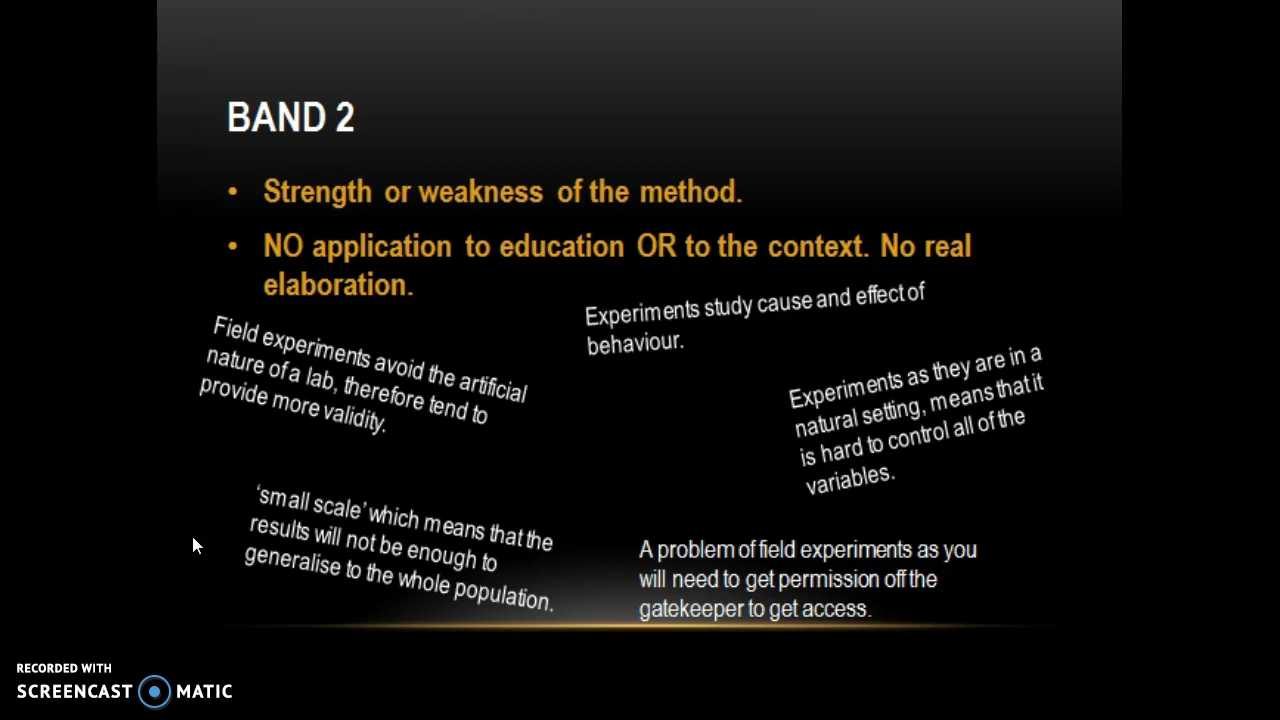 BAND 2
• Strength or weakness of the method.
• NO application to education OR to the context. No real
elaboration.
Experiments study cause and effect of
behaviour.
Field experiments avoid the artificial
nature of a lab, therefore tend to
provide more validity.
Experiments as they are in a
natural setting, means that it
is hard to control all of the
variables.
‘small scale’ which means that the
results will not be enough to
generalise to the whole population.
A problem of field experiments as you
will need to get permission off the
gatekeeper to get access.
RECORDED WITH
SCREENCAST MATIC